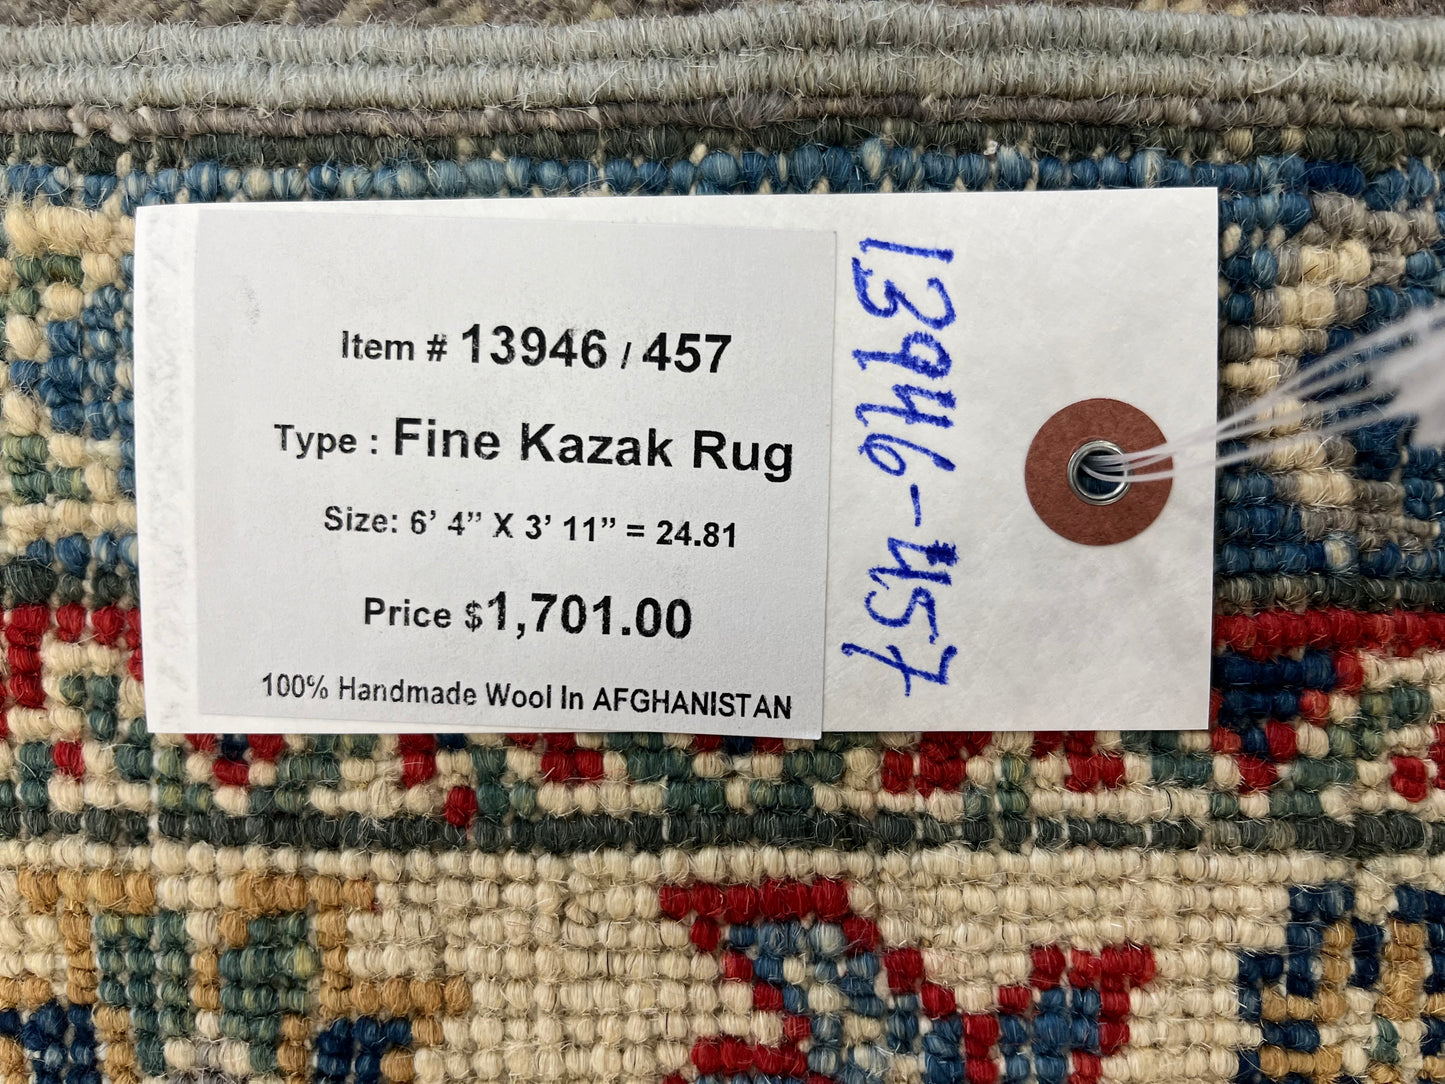 Item # 13946 / 457
Type : Fine Kazak Rug
Size: 6’ 4” X 3’ 11” = 24.81
Price $1,701.00
100% Handmade Wool In AFGHANISTAN
13946-457